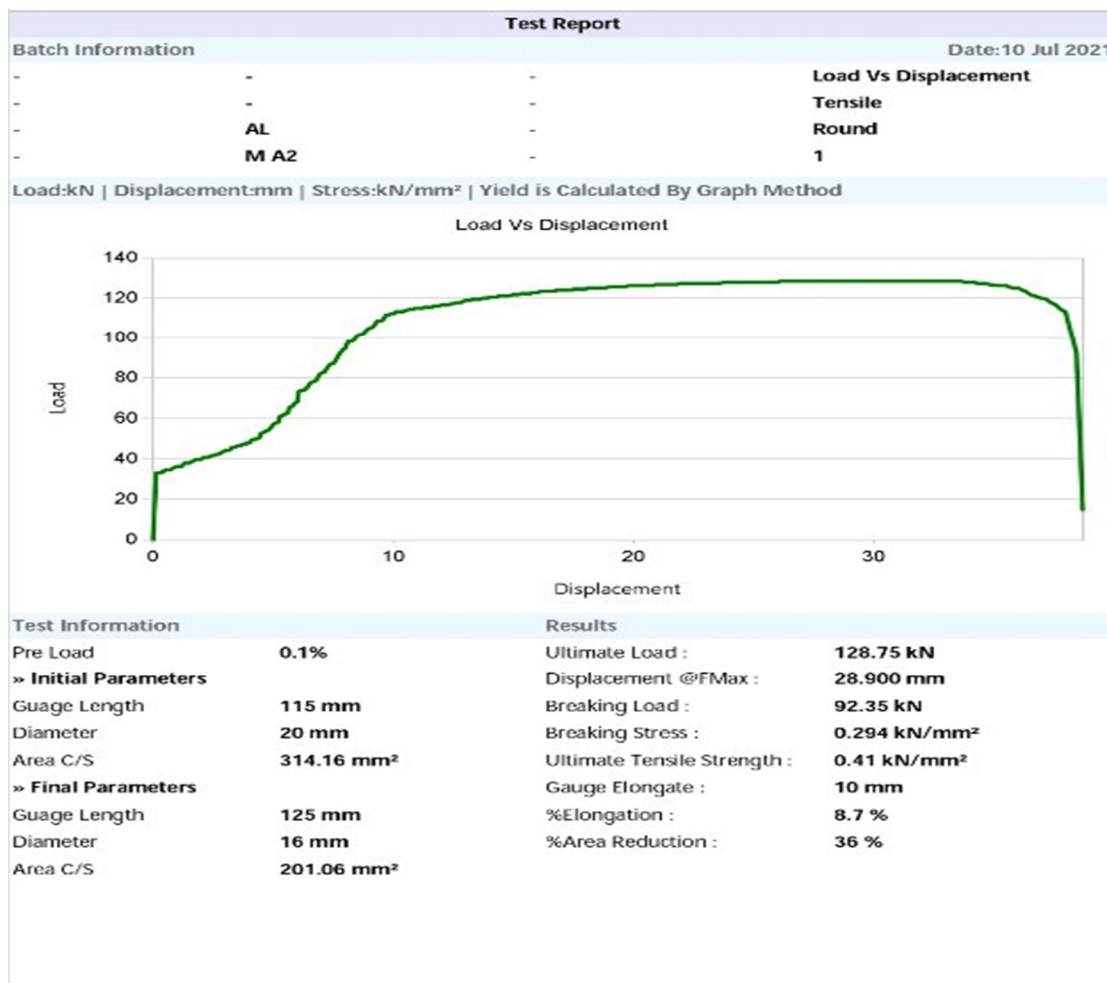 Test Report
Batch Information Date:10 Jul 2021
- - - Load Vs Displacement
- - - Tensile
- AL - Round
- M A2 - 1
Load:kN | Displacement:mm | Stress:kN/mm² | Yield is Calculated By Graph Method
Load Vs Displacement
140
120
100
80
60
40
20
0
Load
0 10 20 30
Displacement
Test Information Results
Pre Load 0.1% Ultimate Load : 128.75 kN
» Initial Parameters Displacement @FMax : 28.900 mm
Guage Length 115 mm Breaking Load : 92.35 kN
Diameter 20 mm Breaking Stress : 0.294 kN/mm²
Area C/S 314.16 mm² Ultimate Tensile Strength : 0.41 kN/mm²
» Final Parameters Gauge Elongate : 10 mm
Guage Length 125 mm %Elongation : 8.7 %
Diameter 16 mm %Area Reduction : 36 %
Area C/S 201.06 mm²